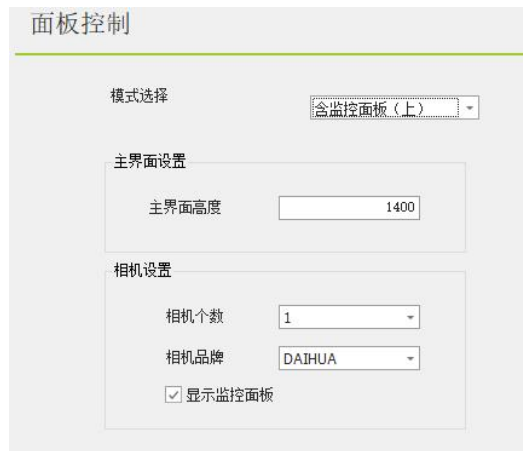 面板控制
模式选择 含监控面板（上）
主界面设置
主界面高度 1400
相机设置
相机个数 1
相机品牌 DAIHUA
显示监控面板